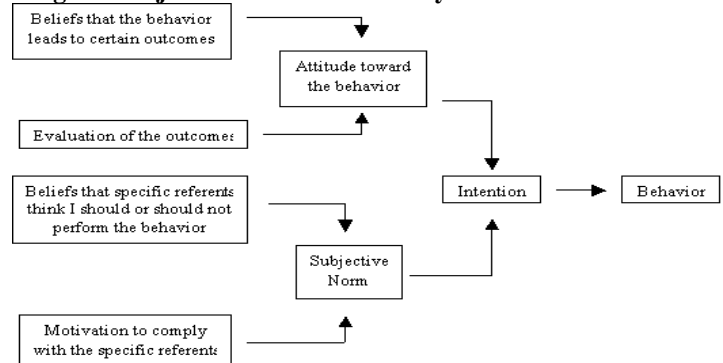 Beliefs that the behavior
leads to certain outcomes
Attitude toward
the behavior
Evaluation of the outcomes
Beliefs that specific referents
think I should or should not
perform the behavior
Intention
Behavior
Subjective
Norm
Motivation to comply
with the specific referents